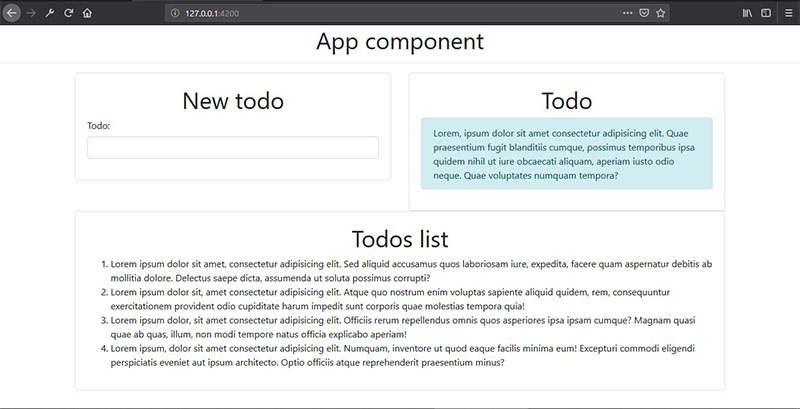 127.0.0.1:4200
App component
New todo
Todo:
Todo
Lorem, ipsum dolor sit amet consectetur adipisicing elit. Quae
praesentium fugit blanditiis cumque, possimus temporibus ipsa
quidem nihil ut iure obcaecati aliquam, aperiam iusto odio
neque. Quae voluptates numquam tempora?
Todos list
1. Lorem ipsum dolor sit amet, consectetur adipisicing elit. Sed aliquid accusamus quos laboriosam iure, expedita, facere quam aspernatur debitis ab
mollitia dolore. Delectus saepe dicta, assumenda ut soluta possimus corrupti?
2. Lorem ipsum dolor sit, amet consectetur adipisicing elit. Atque quo nostrum enim voluptas sapiente aliquid quidem, rem, consequuntur
exercitationem provident odio cupiditate harum impedit sunt corporis quae molestias tempora quia!
3. Lorem ipsum dolor, sit amet consectetur adipisicing elit. Officiis rerum repellendus omnis quos asperiores ipsa ipsam cumque? Magnam quasi
quae ab quas, illum, non modi tempore natus officia explicabo aperiam!
4. Lorem ipsum, dolor sit amet consectetur adipisicing elit. Numquam, inventore ut quod eaque facilis minima eum! Excepturi commodi eligendi
perspiciatis eveniet aut ipsum architecto. Optio officiis atque reprehenderit praesentium minus?